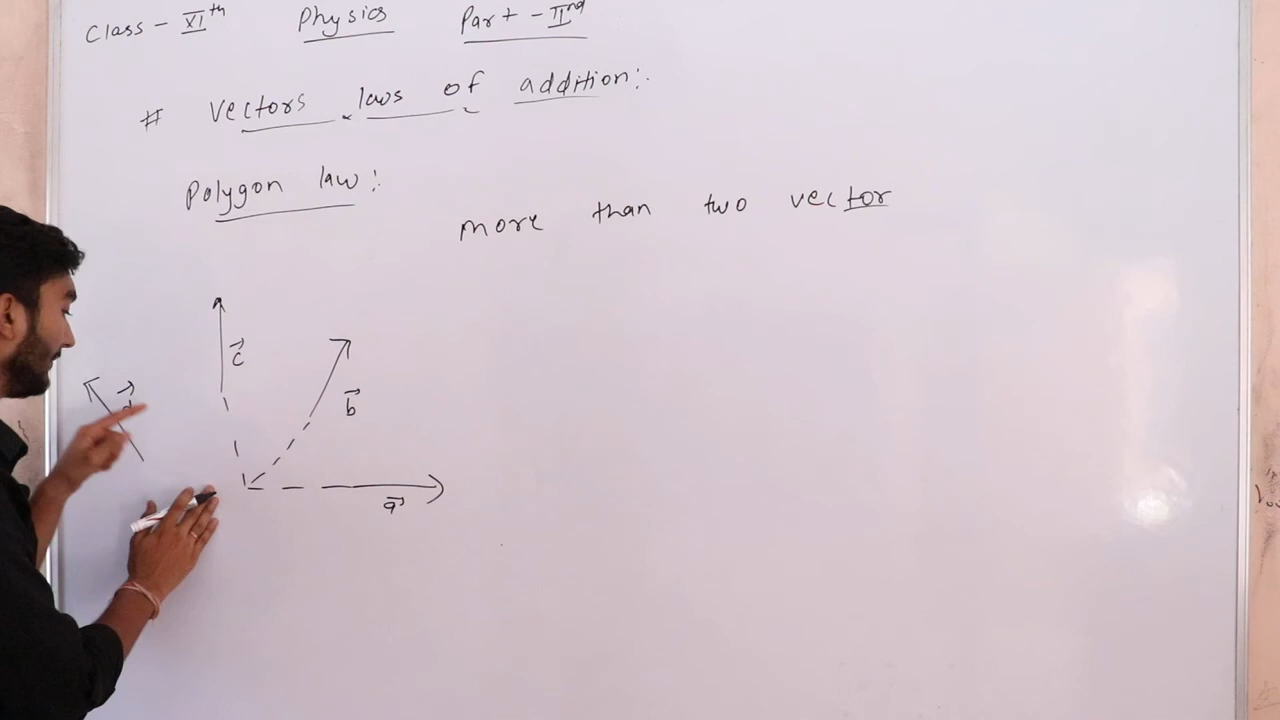 Class - XIth Physics Part - IInd
# Vectors laws of addition:
Polygon law:
more than two vector
c
b
a